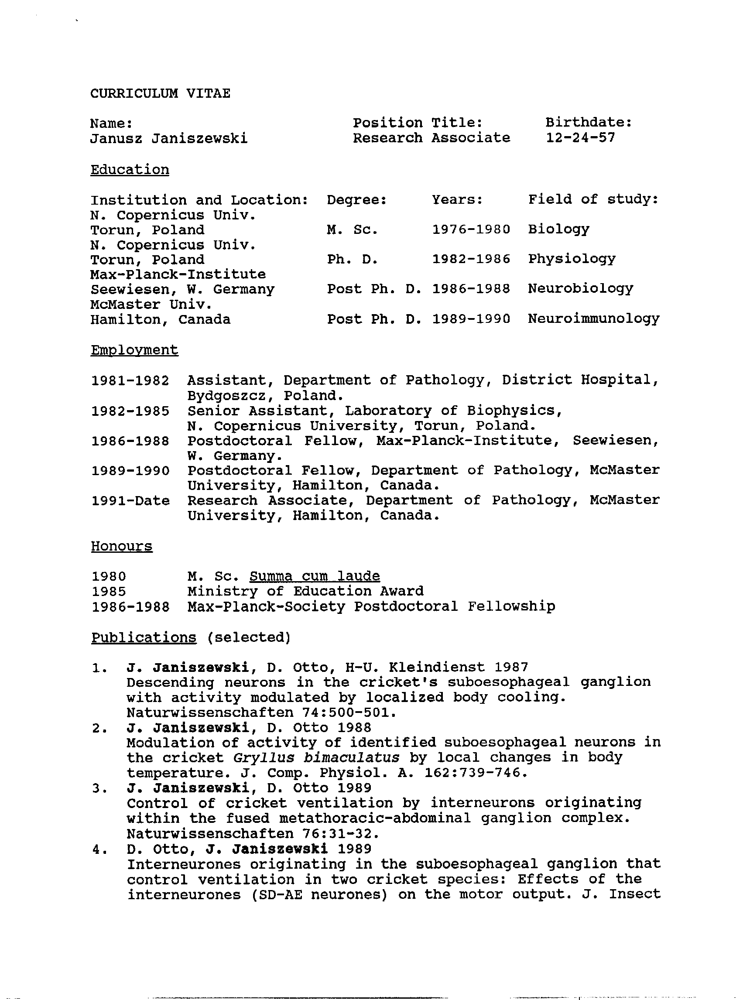 CURRICULUM VITAE
Name: Position Title: Birthdate:
Janusz Janiszewski Research Associate 12-24-57
Education
Institution and Location: Degree: Years: Field of study:
N. Copernicus Univ.
Torun, Poland M. Sc. 1976-1980 Biology
N. Copernicus Univ.
Torun, Poland Ph. D. 1982-1986 Physiology
Max-Planck-Institute
Seewiesen, W. Germany Post Ph. D. 1986-1988 Neurobiology
McMaster Univ.
Hamilton, Canada Post Ph. D. 1989-1990 Neuroimmunology
Employment
1981-1982 Assistant, Department of Pathology, District Hospital,
Bydgoszcz, Poland.
1982-1985 Senior Assistant, Laboratory of Biophysics,
N. Copernicus University, Torun, Poland.
1986-1988 Postdoctoral Fellow, Max-Planck-Institute, Seewiesen,
W. Germany.
1989-1990 Postdoctoral Fellow, Department of Pathology, McMaster
University, Hamilton, Canada.
1991-Date Research Associate, Department of Pathology, McMaster
University, Hamilton, Canada.
Honours
1980 M. Sc. Summa cum laude
1985 Ministry of Education Award
1986-1988 Max-Planck-Society Postdoctoral Fellowship
Publications (selected)
1. J. Janiszewski, D. Otto, H-U. Kleindienst 1987
Descending neurons in the cricket's suboesophageal ganglion
with activity modulated by localized body cooling.
Naturwissenschaften 74:500-501.
2. J. Janiszewski, D. Otto 1988
Modulation of activity of identified suboesophageal neurons in
the cricket Gryllus bimaculatus by local changes in body
temperature. J. Comp. Physiol. A. 162:739-746.
3. J. Janiszewski, D. Otto 1989
Control of cricket ventilation by interneurons originating
within the fused metathoracic-abdominal ganglion complex.
Naturwissenschaften 76:31-32.
4. D. Otto, J. Janiszewski 1989
Interneurones originating in the suboesophageal ganglion that
control ventilation in two cricket species: Effects of the
interneurones (SD-AE neurones) on the motor output. J. Insect